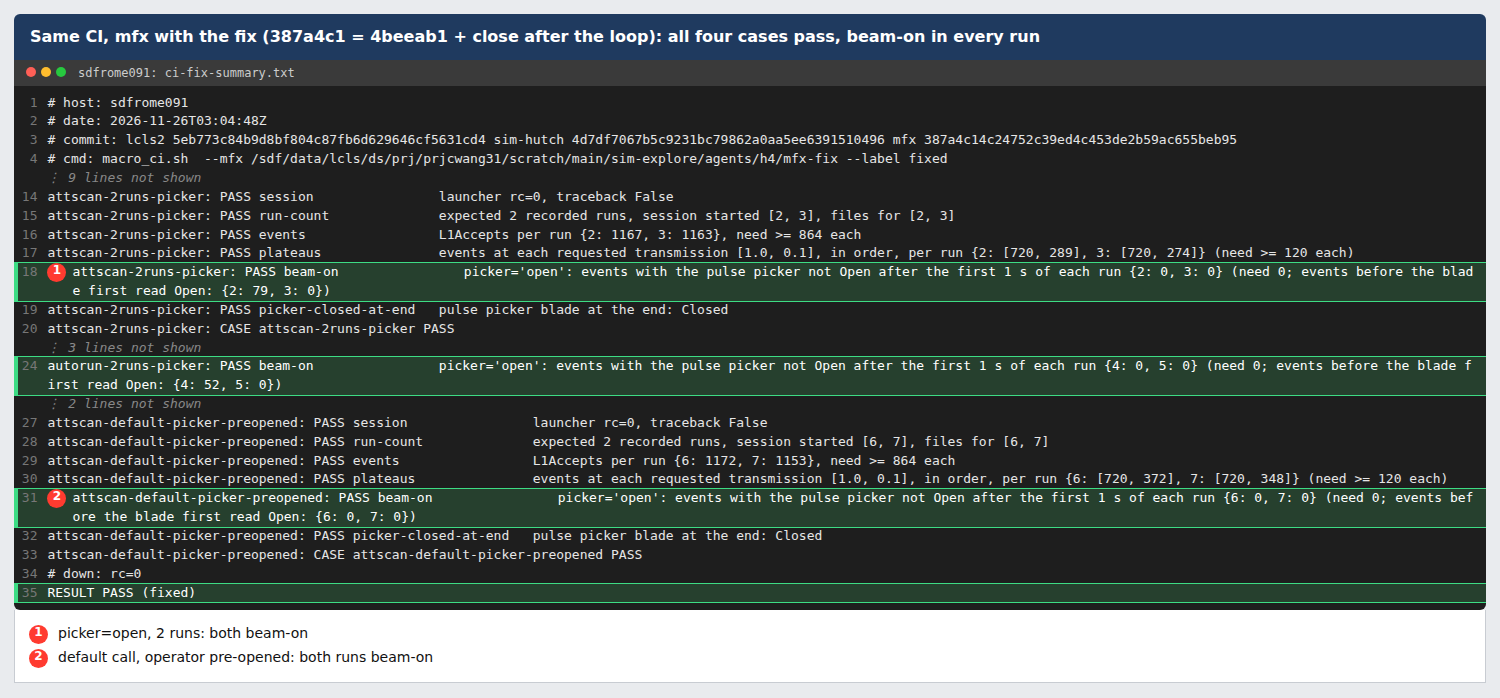 Same CI, mfx with the fix (387a4c1 = 4beeab1 + close after the loop): all four cases pass, beam-on in every run
sdfrome091: ci-fix-summary.txt
1 # host: sdfrome091
2 # date: 2026-11-26T03:04:48Z
3 # commit: lcls2 5eb773c84b9d8bf804c87fb6d629646cf5631cd4 sim-hutch 4d7df7067b5c9231bc79862a0aa5ee6391510496 mfx 387a4c14c24752c39ed4c453de2b59ac655beb95
4 # cmd: macro_ci.sh  --mfx /sdf/data/lcls/ds/prj/prjcwang31/scratch/main/sim-explore/agents/h4/mfx-fix --label fixed
⋮ 9 lines not shown
14 attscan-2runs-picker: PASS session                launcher rc=0, traceback False
15 attscan-2runs-picker: PASS run-count              expected 2 recorded runs, session started [2, 3], files for [2, 3]
16 attscan-2runs-picker: PASS events                 L1Accepts per run {2: 1167, 3: 1163}, need >= 864 each
17 attscan-2runs-picker: PASS plateaus               events at each requested transmission [1.0, 0.1], in order, per run {2: [720, 289], 3: [720, 274]} (need >= 120 each)
18 1 attscan-2runs-picker: PASS beam-on                picker='open': events with the pulse picker not Open after the first 1 s of each run {2: 0, 3: 0} (need 0; events before the blad
e first read Open: {2: 79, 3: 0})
19 attscan-2runs-picker: PASS picker-closed-at-end   pulse picker blade at the end: Closed
20 attscan-2runs-picker: CASE attscan-2runs-picker PASS
⋮ 3 lines not shown
24 autorun-2runs-picker: PASS beam-on                picker='open': events with the pulse picker not Open after the first 1 s of each run {4: 0, 5: 0} (need 0; events before the blade f
irst read Open: {4: 52, 5: 0})
⋮ 2 lines not shown
27 attscan-default-picker-preopened: PASS session                launcher rc=0, traceback False
28 attscan-default-picker-preopened: PASS run-count              expected 2 recorded runs, session started [6, 7], files for [6, 7]
29 attscan-default-picker-preopened: PASS events                 L1Accepts per run {6: 1172, 7: 1153}, need >= 864 each
30 attscan-default-picker-preopened: PASS plateaus               events at each requested transmission [1.0, 0.1], in order, per run {6: [720, 372], 7: [720, 348]} (need >= 120 each)
31 2 attscan-default-picker-preopened: PASS beam-on                picker='open': events with the pulse picker not Open after the first 1 s of each run {6: 0, 7: 0} (need 0; events bef
ore the blade first read Open: {6: 0, 7: 0})
32 attscan-default-picker-preopened: PASS picker-closed-at-end   pulse picker blade at the end: Closed
33 attscan-default-picker-preopened: CASE attscan-default-picker-preopened PASS
34 # down: rc=0
35 RESULT PASS (fixed)
1 picker=open, 2 runs: both beam-on
2 default call, operator pre-opened: both runs beam-on